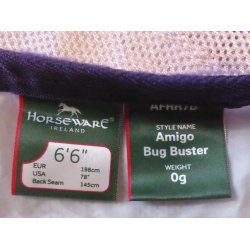 HORSEWARE
IRELAND
6'6"
EUR 198cm
USA 78"
Back Seam 145cm
STYLE NAME
Amigo
Bug Buster
WEIGHT
0g